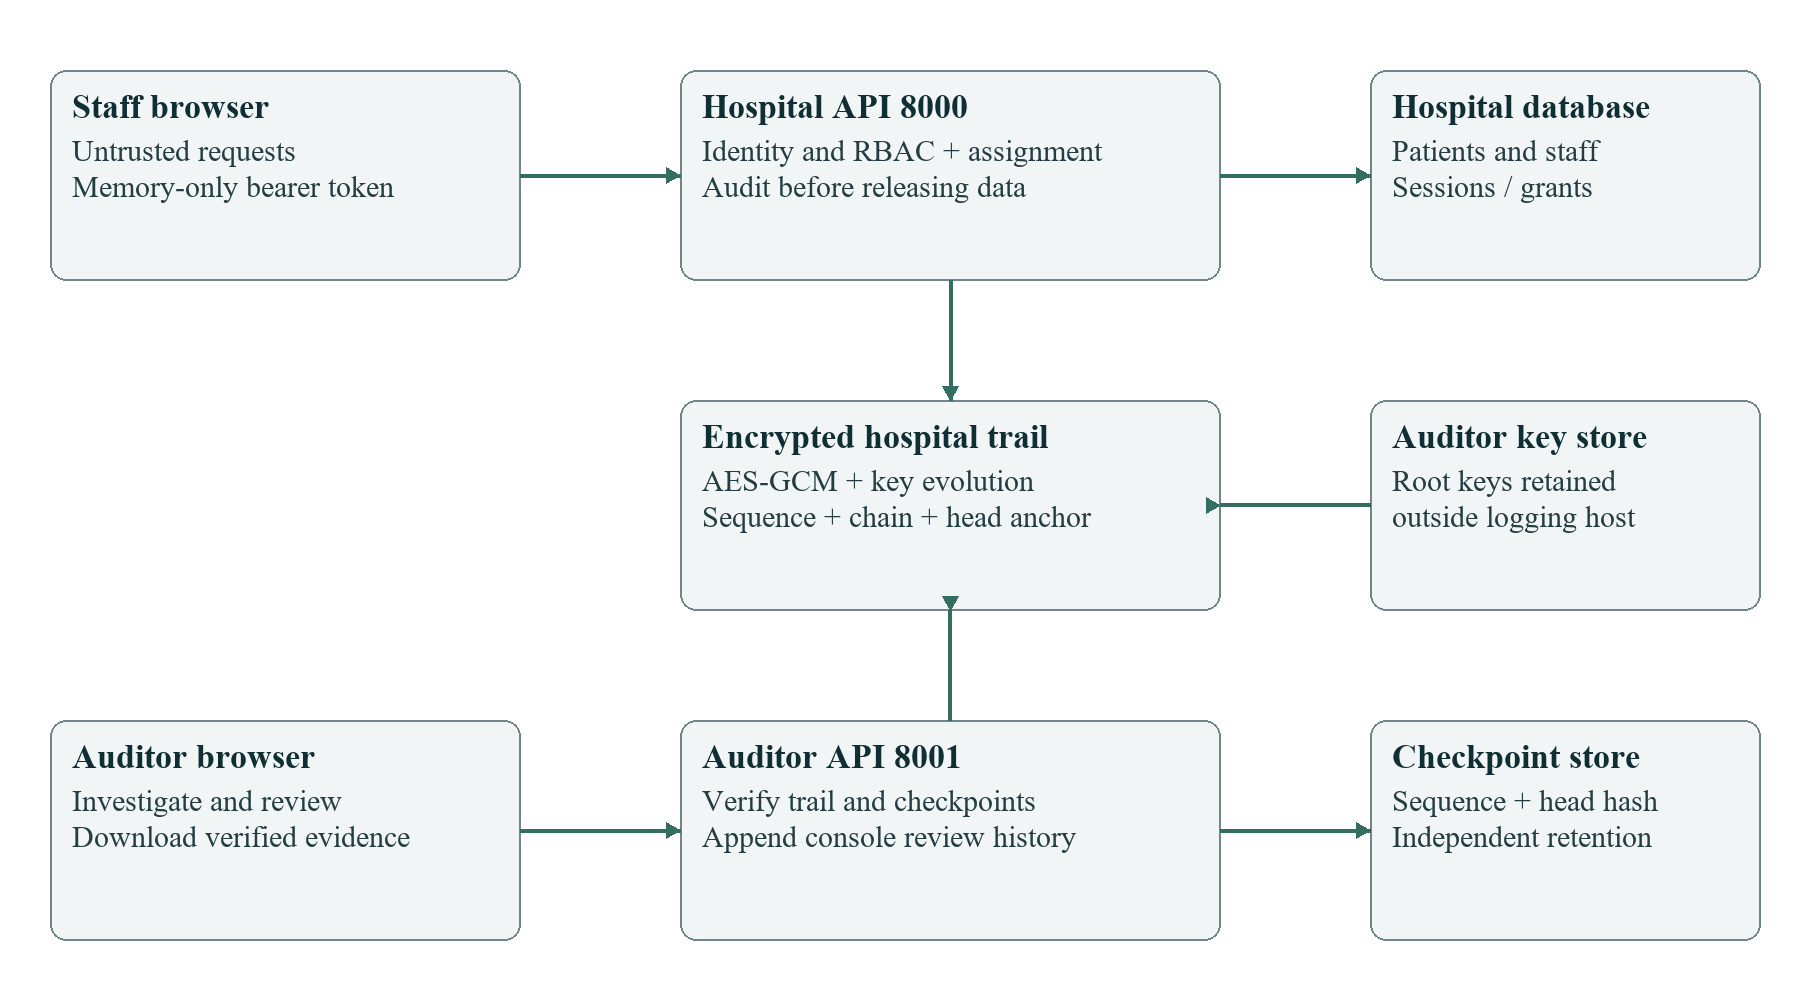 Staff browser
Untrusted requests
Memory-only bearer token
Hospital API 8000
Identity and RBAC + assignment
Audit before releasing data
Hospital database
Patients and staff
Sessions / grants
Encrypted hospital trail
AES-GCM + key evolution
Sequence + chain + head anchor
Auditor key store
Root keys retained
outside logging host
Auditor browser
Investigate and review
Download verified evidence
Auditor API 8001
Verify trail and checkpoints
Append console review history
Checkpoint store
Sequence + head hash
Independent retention